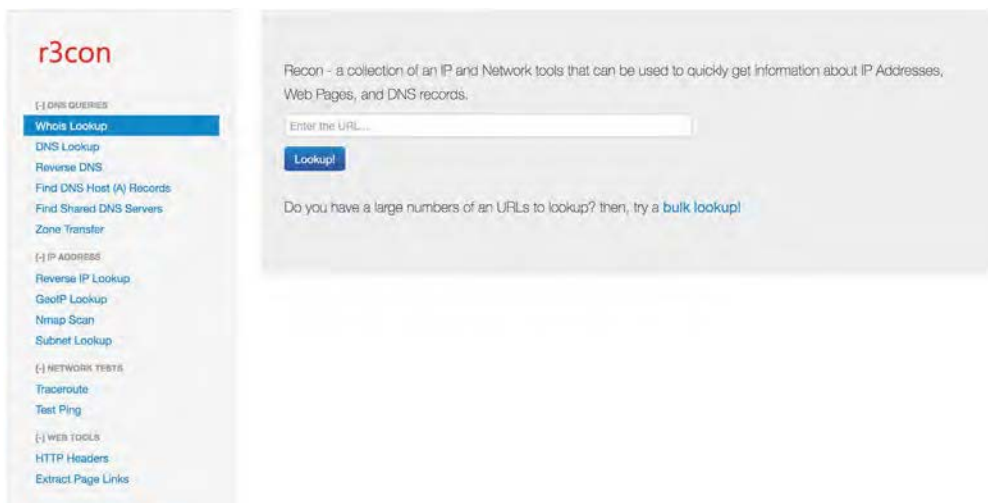 r3con
[-] DNS QUERIES
Whois Lookup
DNS Lookup
Reverse DNS
Find DNS Host (A) Records
Find Shared DNS Servers
Zone Transfer
[-] IP ADDRESS
Reverse IP Lookup
GeoIP Lookup
Nmap Scan
Subnet Lookup
[-] NETWORK TESTS
Traceroute
Test Ping
[-] WEB TOOLS
HTTP Headers
Extract Page Links
Recon - a collection of an IP and Network tools that can be used to quickly get information about IP Addresses,
Web Pages, and DNS records.
Enter the URL...
Lookup!
Do you have a large numbers of an URLs to lookup? then, try a bulk lookup!